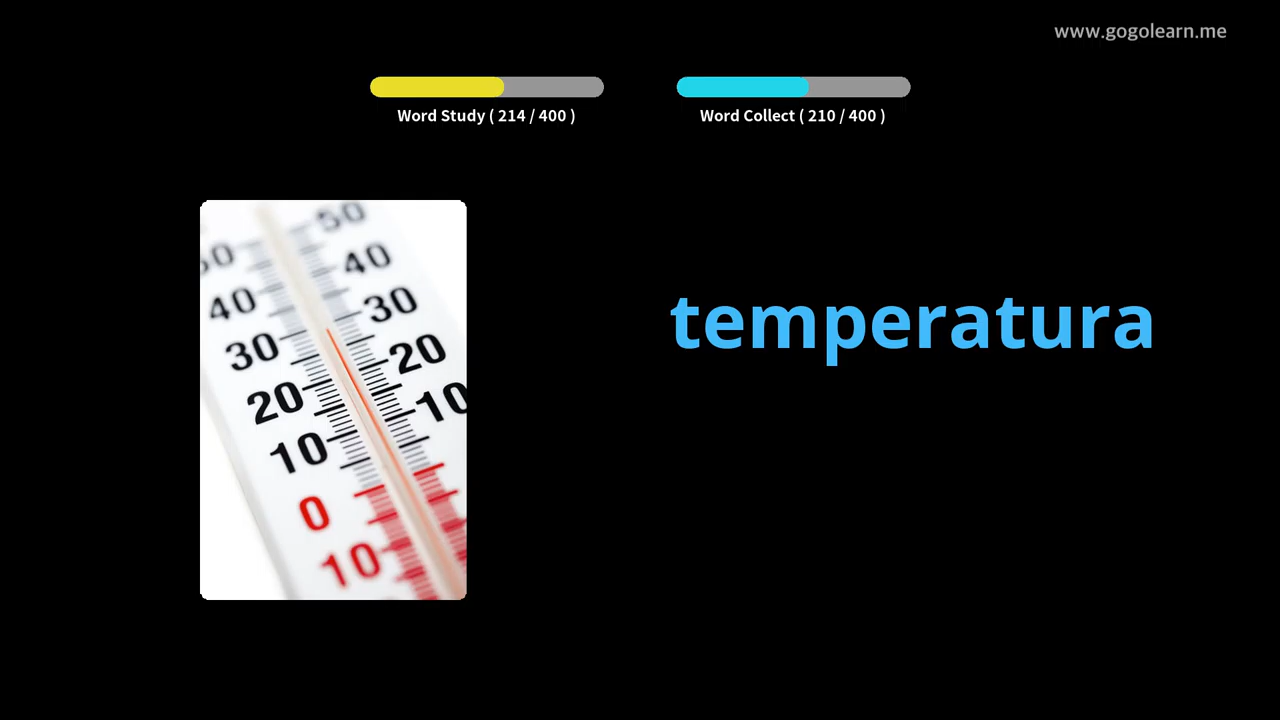 www.gogolearn.me
Word Study ( 214 / 400 )
Word Collect ( 210 / 400 )
50
40 40
30 30
20 20
10 10
0
10
temperatura